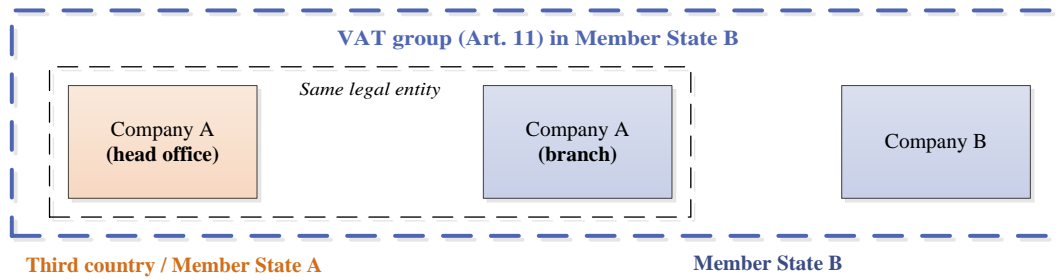 VAT group (Art. 11) in Member State B
Same legal entity
Company A
(head office)
Company A
(branch)
Company B
Third country / Member State A
Member State B